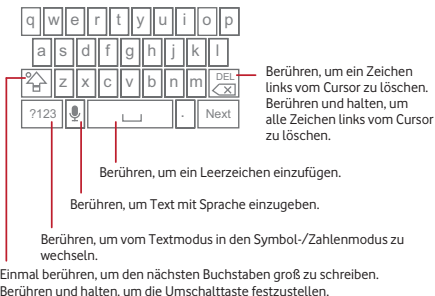 q w e r t y u i o p
a s d f g h j k l
z x c v b n m DEL
?123 . Next
Berühren, um ein Zeichen
links vom Cursor zu löschen.
Berühren und halten, um
alle Zeichen links vom Cursor
zu löschen.
Berühren, um ein Leerzeichen einzufügen.
Berühren, um Text mit Sprache einzugeben.
Berühren, um vom Textmodus in den Symbol-/Zahlenmodus zu
wechseln.
Einmal berühren, um den nächsten Buchstaben groß zu schreiben.
Berühren und halten, um die Umschalttaste festzustellen.